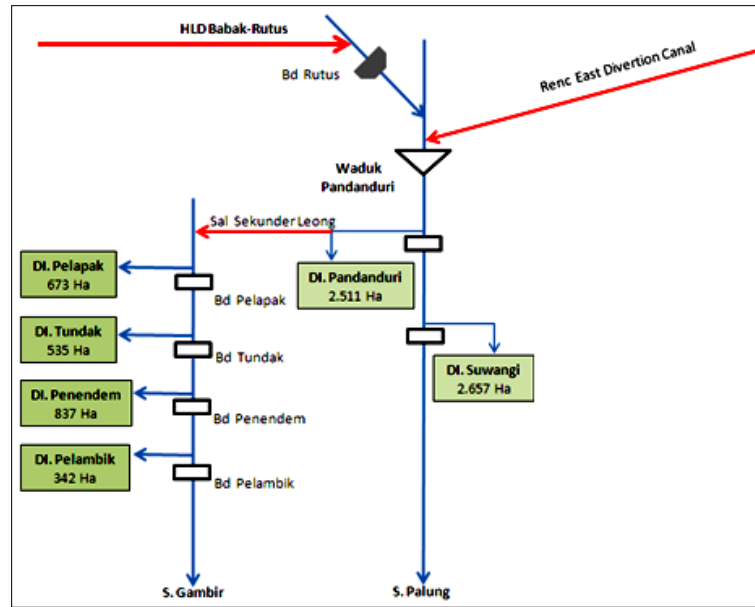 HLD Babak-Rutus
Bd Rutus
Renc East Divertion Canal
Waduk
Pandanduri
Sal Sekunder Leong
DI. Pelapak
673 Ha
DI. Pandanduri
2.511 Ha
Bd Pelapak
DI. Tundak
535 Ha
Bd Tundak
DI. Suwangi
2.657 Ha
DI. Penendem
837 Ha
Bd Penendem
DI. Pelambik
342 Ha
Bd Pelambik
S. Gambir
S. Palung